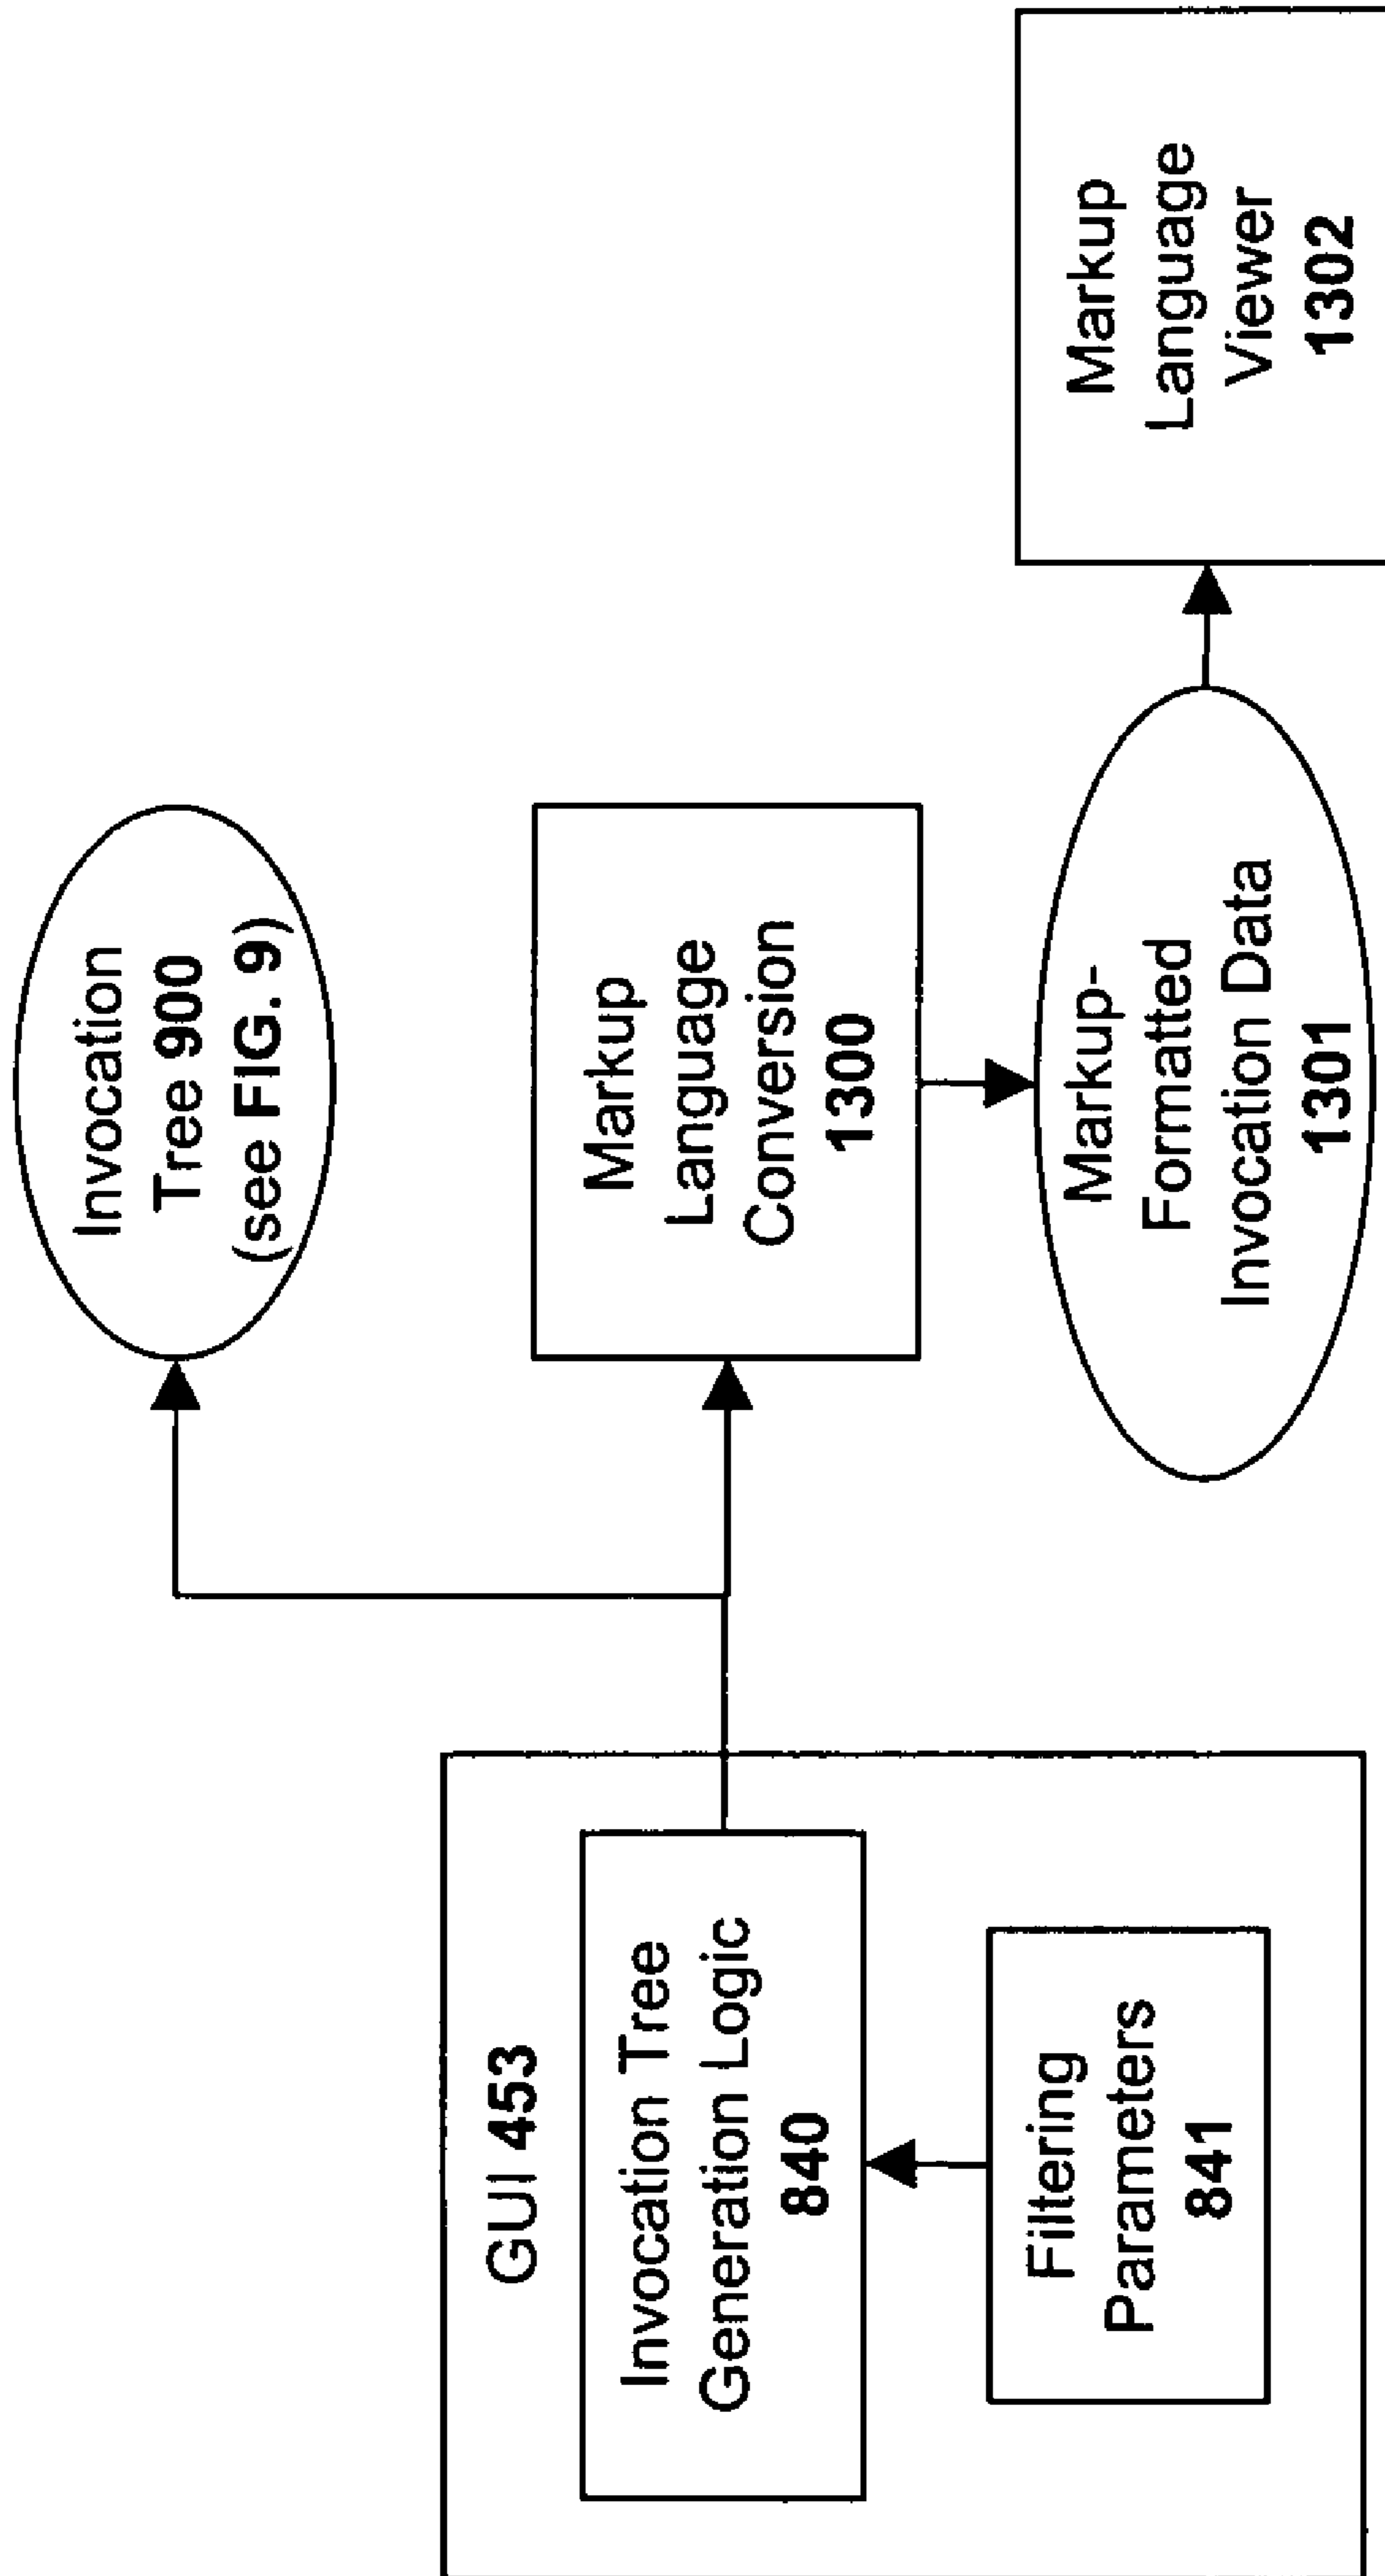 GUI 453
Invocation Tree
Generation Logic
840
Filtering
Parameters
841
Invocation
Tree 900
(see FIG. 9)
Markup
Language
Conversion
1300
Markup-
Formatted
Invocation Data
1301
Markup
Language
Viewer
1302